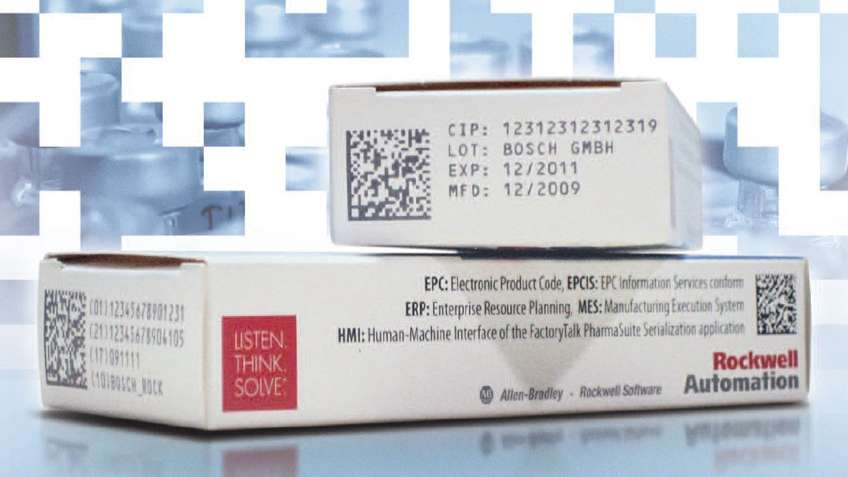 CIP: 12312312312319
LOT: BOSCH GMBH
EXP: 12/2011
MFD: 12/2009
(01)12345678901231
(21)12345678904105
(17)091111
(10)BOSCH_ROCK
LISTEN.
THINK.
SOLVE.
EPC: Electronic Product Code, EPCIS: EPC Information Services conform
ERP: Enterprise Resource Planning, MES: Manufacturing Execution System
HMI: Human-Machine Interface of the FactoryTalk PharmaSuite Serialization application
Rockwell
Automation
AB Allen-Bradley · Rockwell Software